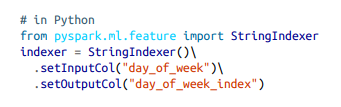 # in Python
from pyspark.ml.feature import StringIndexer
indexer = StringIndexer()\
  .setInputCol("day_of_week")\
  .setOutputCol("day_of_week_index")